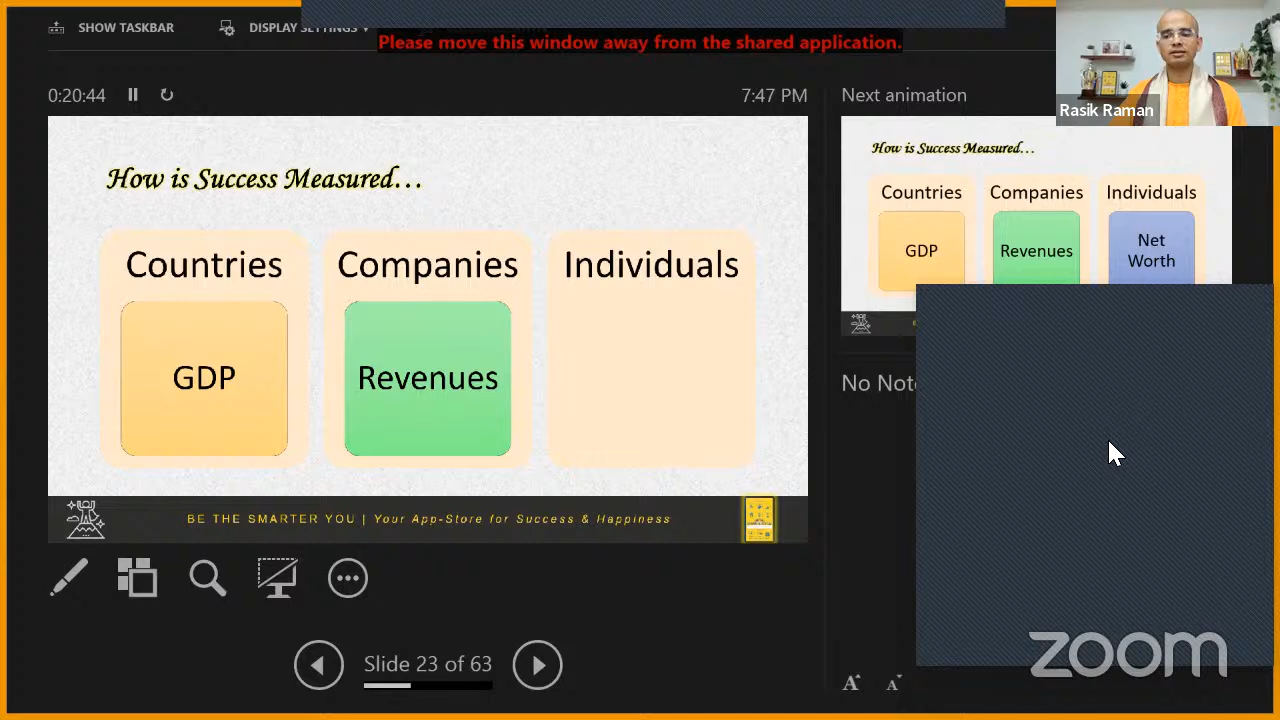 SHOW TASKBAR
DISPLAY SETTINGS
Please move this window away from the shared application.
Rasik Raman
0:20:44
7:47 PM
Next animation
How is Success Measured...
Countries
Companies
Individuals
GDP
Revenues
BE THE SMARTER YOU | Your App-Store for Success & Happiness
How is Success Measured...
Countries
Companies
Individuals
GDP
Revenues
Net
Worth
No Not
Slide 23 of 63
A
A
zoom